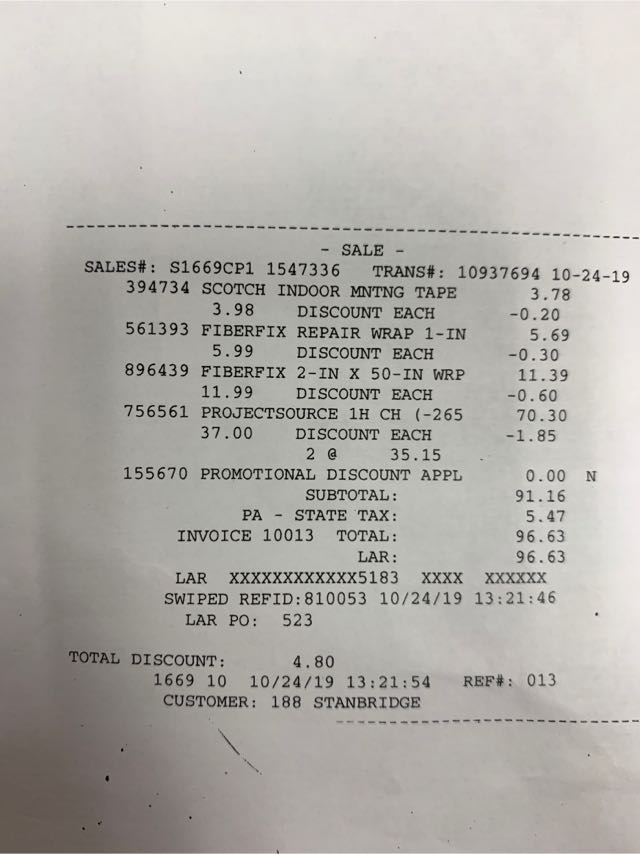 - SALE -
SALES#: S1669CP1 1547336 TRANS#: 10937694 10-24-19
394734 SCOTCH INDOOR MNTNG TAPE 3.78
3.98 DISCOUNT EACH -0.20
561393 FIBERFIX REPAIR WRAP 1-IN 5.69
5.99 DISCOUNT EACH -0.30
896439 FIBERFIX 2-IN X 50-IN WRP 11.39
11.99 DISCOUNT EACH -0.60
756561 PROJECTSOURCE 1H CH (-265 70.30
37.00 DISCOUNT EACH -1.85
2 @ 35.15
155670 PROMOTIONAL DISCOUNT APPL 0.00 N
SUBTOTAL: 91.16
PA - STATE TAX: 5.47
INVOICE 10013 TOTAL: 96.63
LAR: 96.63
LAR XXXXXXXXXXXX5183 XXXX XXXXXX
SWIPED REFID:810053 10/24/19 13:21:46
LAR PO: 523
TOTAL DISCOUNT: 4.80
1669 10 10/24/19 13:21:54 REF#: 013
CUSTOMER: 188 STANBRIDGE